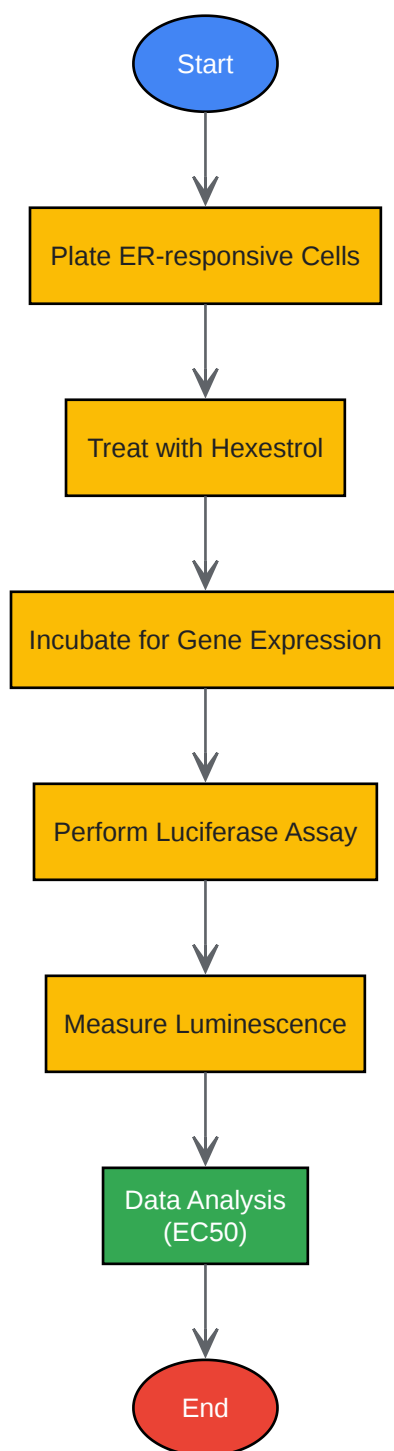 Start
Plate ER-responsive Cells
Treat with Hexestrol
Incubate for Gene Expression
Perform Luciferase Assay
Measure Luminescence
Data Analysis
(EC50)
End